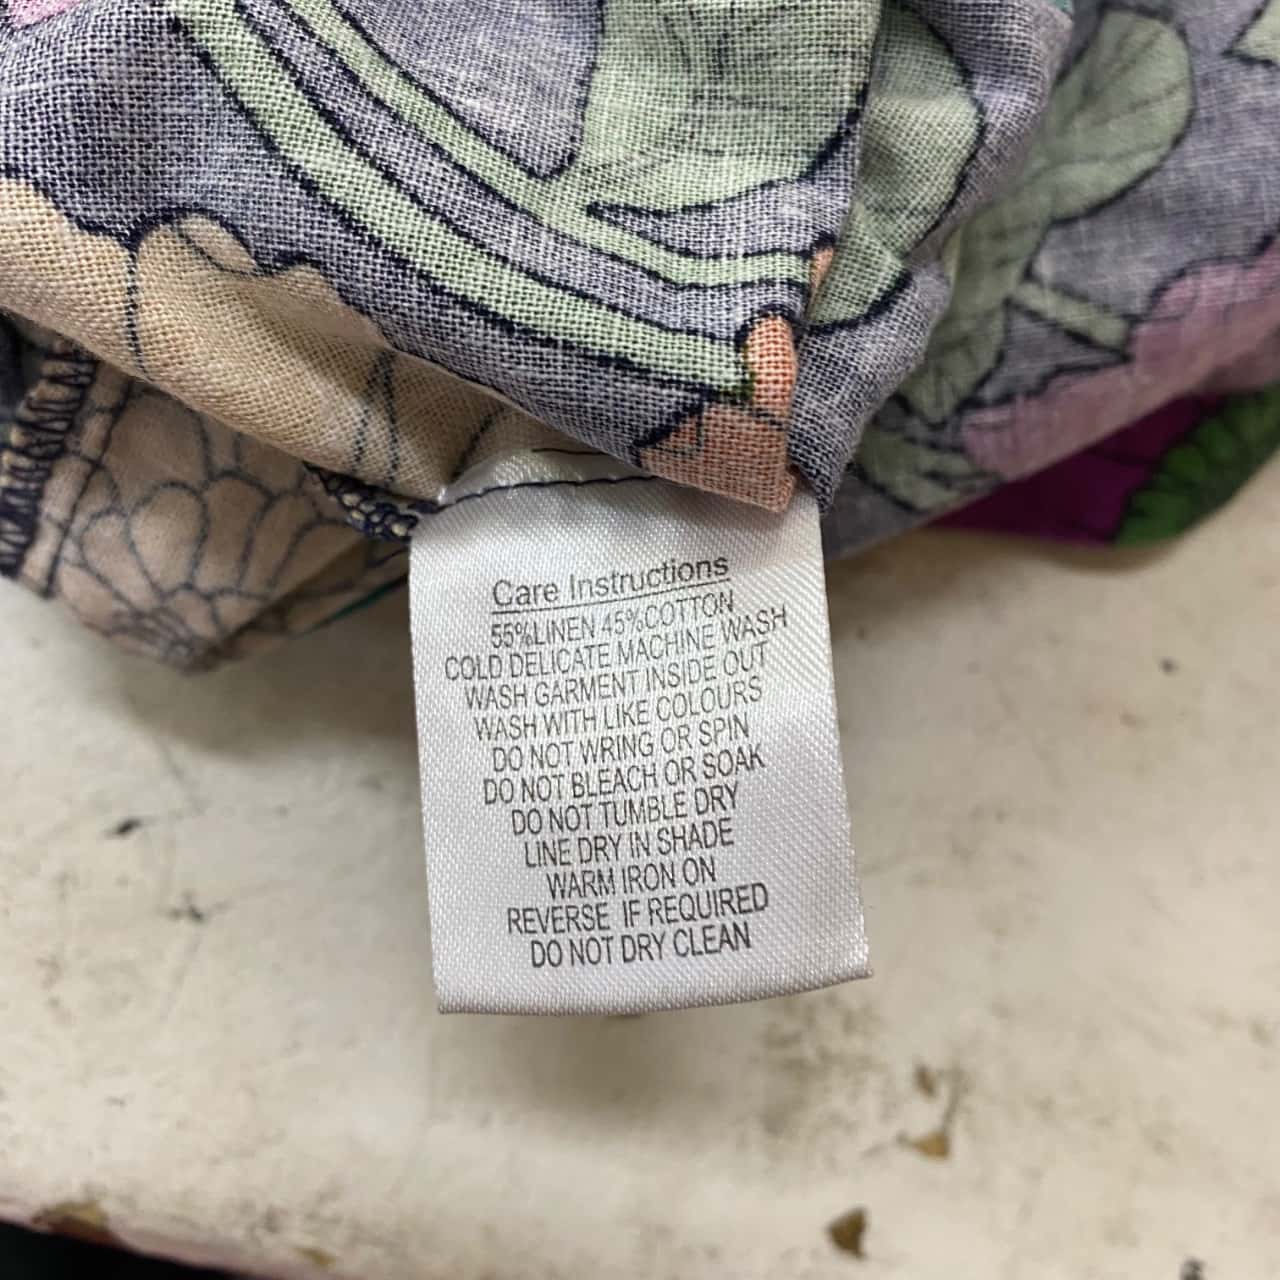 Care Instructions
55%LINEN 45%COTTON
COLD DELICATE MACHINE WASH
WASH GARMENT INSIDE OUT
WASH WITH LIKE COLOURS
DO NOT WRING OR SPIN
DO NOT BLEACH OR SOAK
DO NOT TUMBLE DRY
LINE DRY IN SHADE
WARM IRON ON
REVERSE IF REQUIRED
DO NOT DRY CLEAN